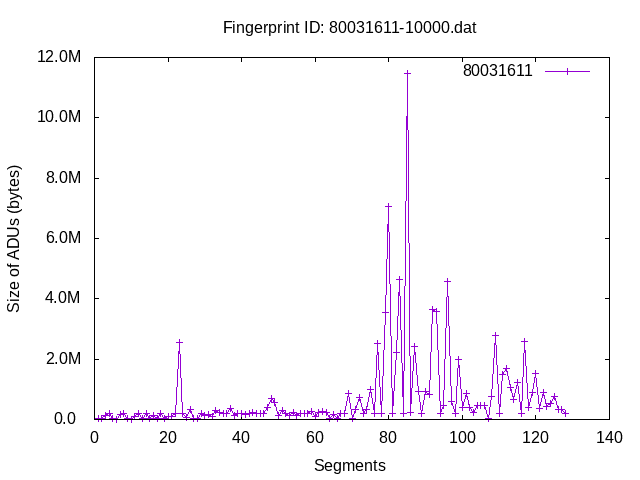 Fingerprint ID: 80031611-10000.dat
80031611
Size of ADUs (bytes)
12.0M
10.0M
8.0M
6.0M
4.0M
2.0M
0.0
0 20 40 60 80 100 120 140
Segments